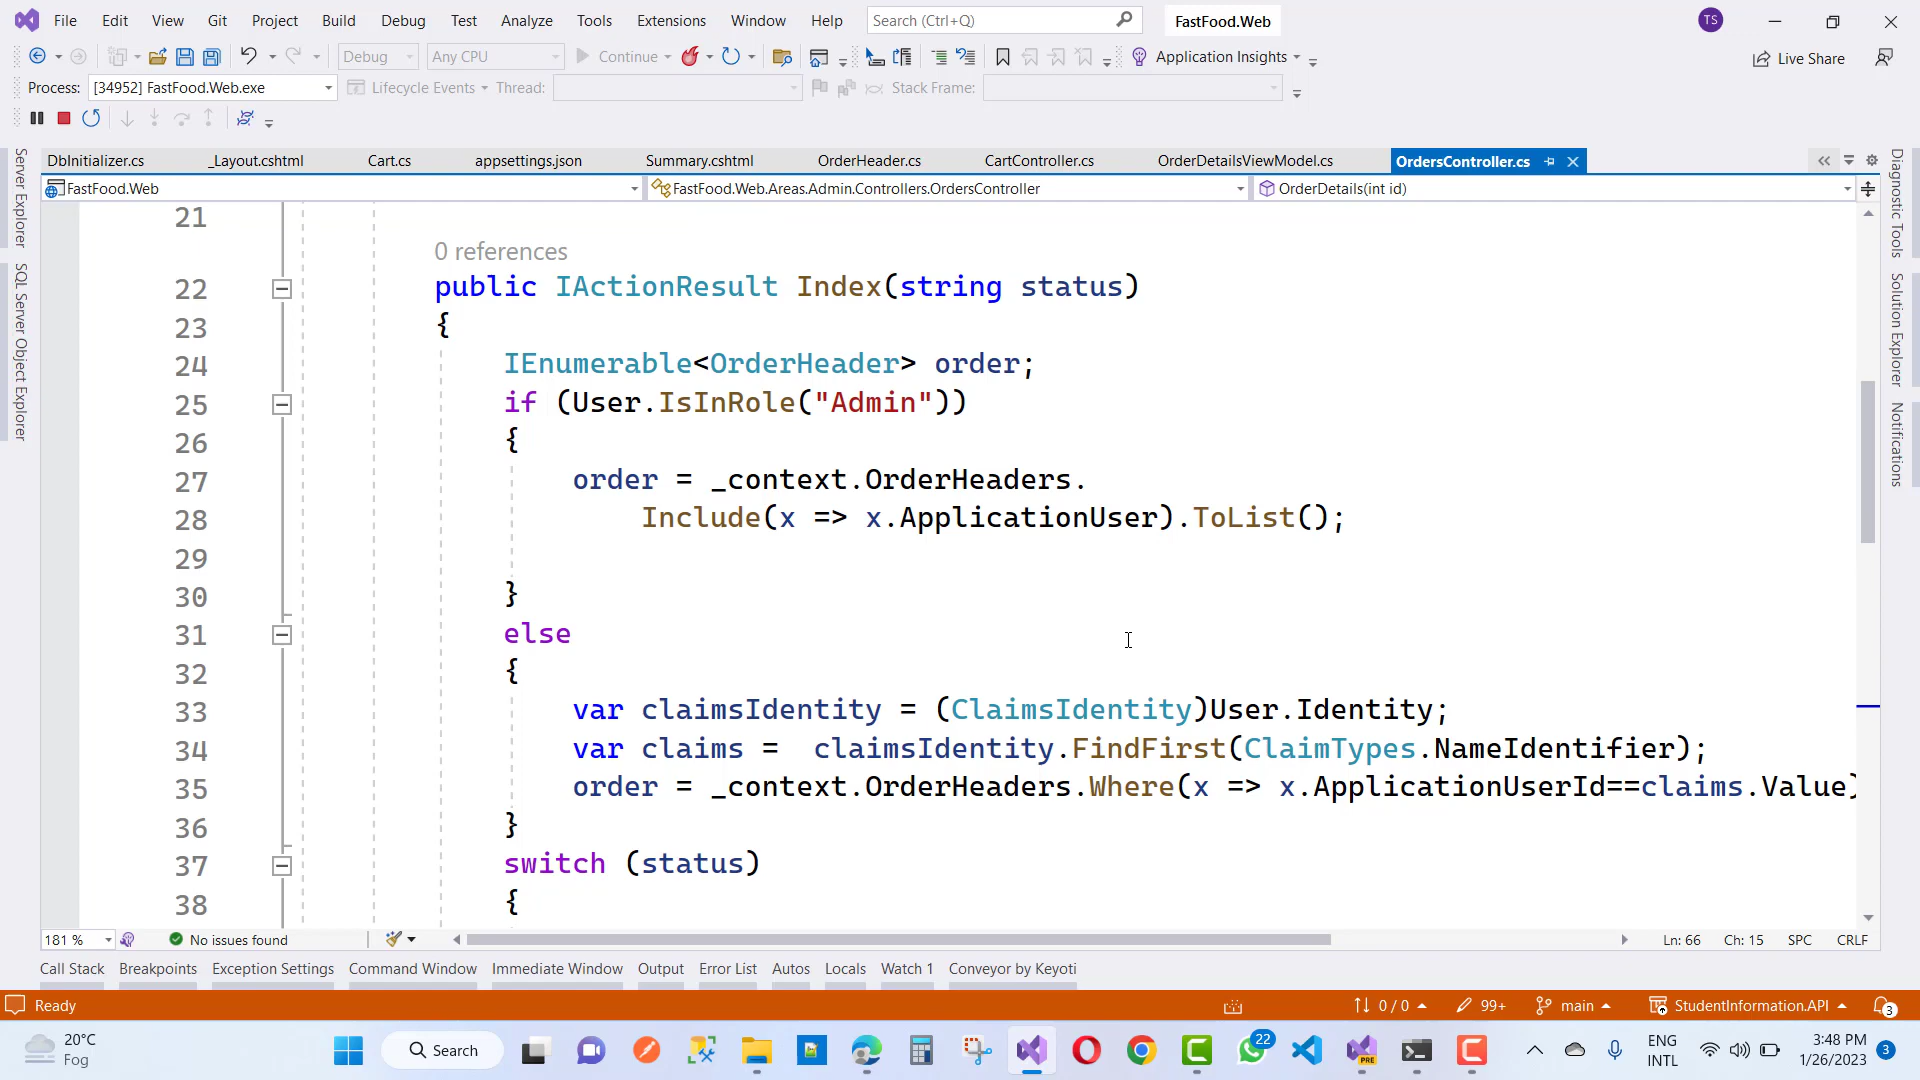 File Edit View Git Project Build Debug Test Analyze Tools Extensions Window Help Search (Ctrl+Q) FastFood.Web TS
Debug Any CPU Continue Application Insights Live Share
Process: [34952] FastFood.Web.exe Lifecycle Events Thread: Stack Frame:
DbInitializer.cs _Layout.cshtml Cart.cs appsettings.json Summary.cshtml OrderHeader.cs CartController.cs OrderDetailsViewModel.cs OrdersController.cs
FastFood.Web FastFood.Web.Areas.Admin.Controllers.OrdersController OrderDetails(int id)
Server Explorer
SQL Server Object Explorer
Diagnostic Tools
Solution Explorer
Notifications
21
0 references
22 public IActionResult Index(string status)
23 {
24 IEnumerable<OrderHeader> order;
25 if (User.IsInRole("Admin"))
26 {
27 order = _context.OrderHeaders.
28 Include(x => x.ApplicationUser).ToList();
29
30 }
31 else
32 {
33 var claimsIdentity = (ClaimsIdentity)User.Identity;
34 var claims =  claimsIdentity.FindFirst(ClaimTypes.NameIdentifier);
35 order = _context.OrderHeaders.Where(x => x.ApplicationUserId==claims.Value)
36 }
37 switch (status)
38 {
181 % No issues found Ln: 66 Ch: 15 SPC CRLF
Call Stack Breakpoints Exception Settings Command Window Immediate Window Output Error List Autos Locals Watch 1 Conveyor by Keyoti
Ready 0 / 0 99+ main StudentInformation.API 3
20°C
Fog
Search
22
PRE
ENG
INTL
3:48 PM
1/26/2023
3